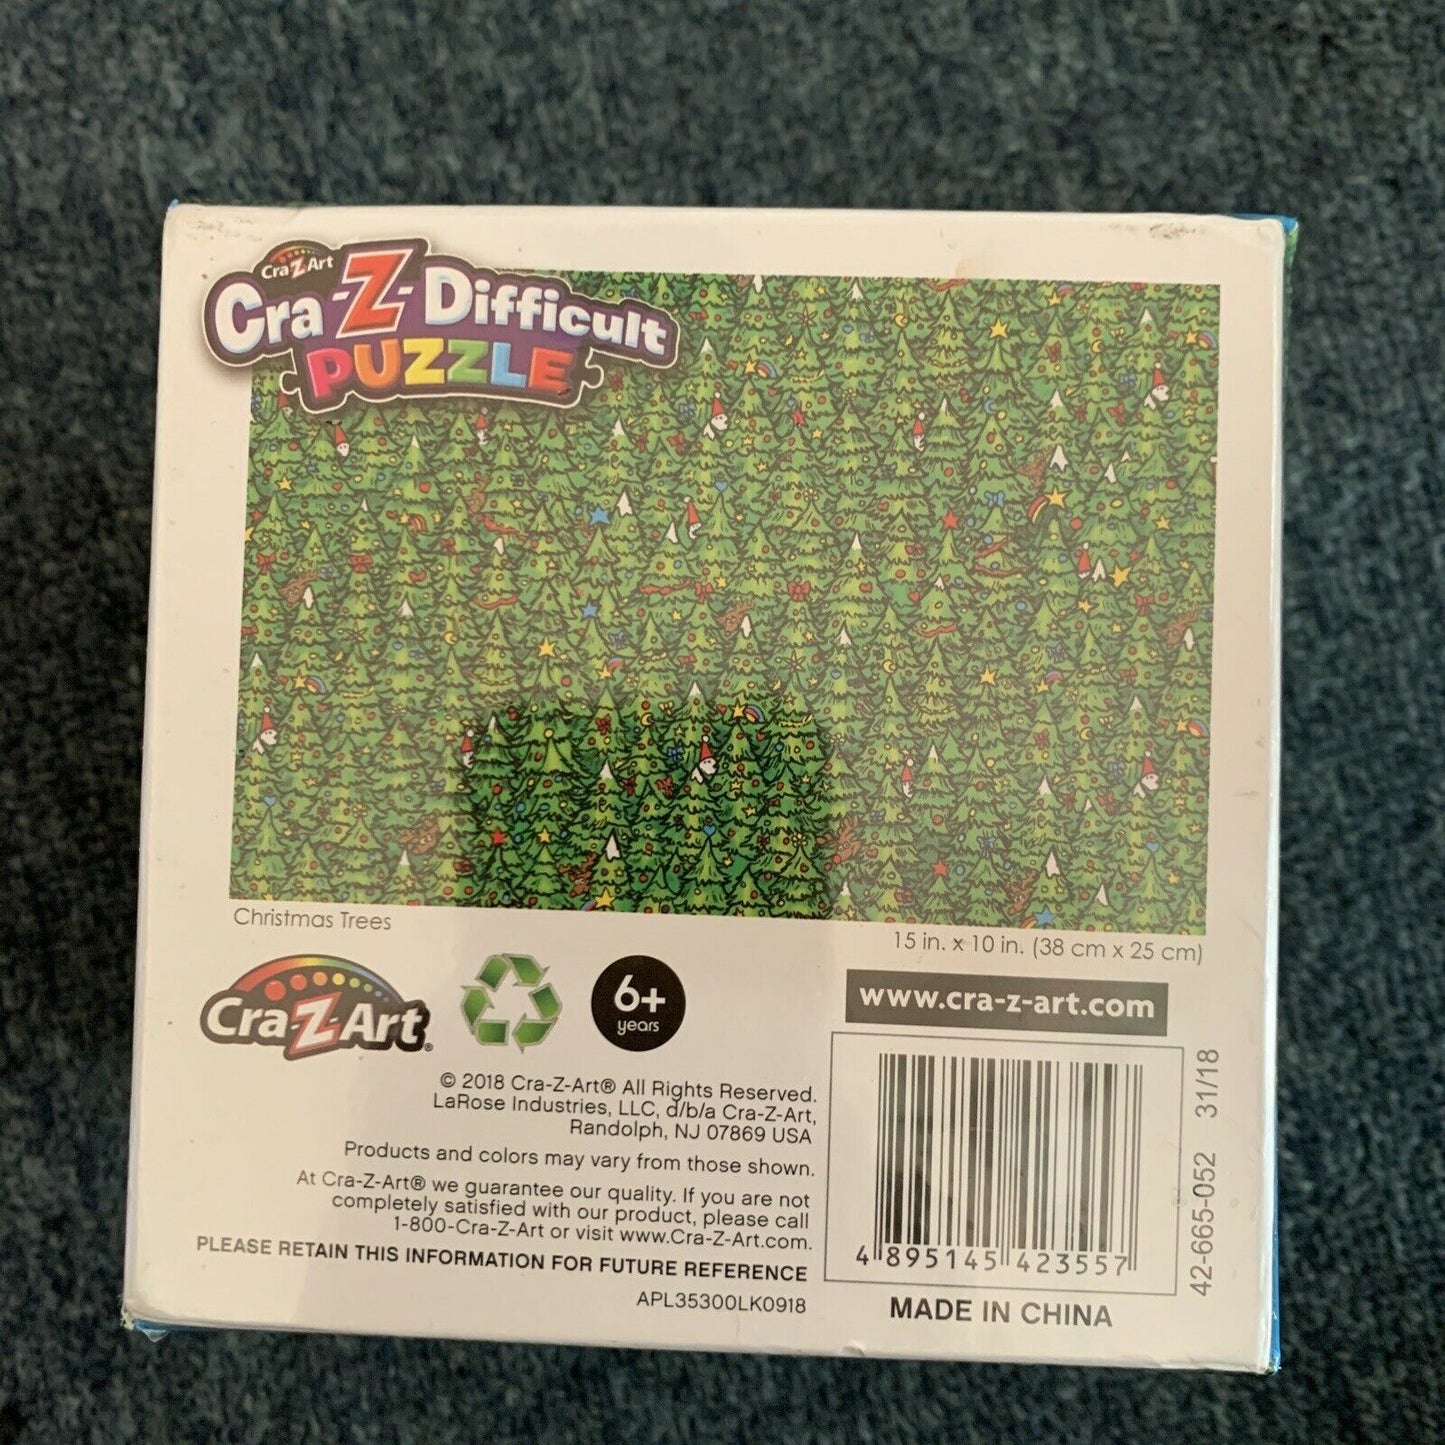 Cra-Z-Art
Cra-Z-Difficult
PUZZLE
Christmas Trees
15 in. x 10 in. (38 cm x 25 cm)
Cra-Z-Art®
6+
years
www.cra-z-art.com
© 2018 Cra-Z-Art® All Rights Reserved.
LaRose Industries, LLC, d/b/a Cra-Z-Art,
Randolph, NJ 07869 USA
Products and colors may vary from those shown.
At Cra-Z-Art® we guarantee our quality. If you are not
completely satisfied with our product, please call
1-800-Cra-Z-Art or visit www.Cra-Z-Art.com.
PLEASE RETAIN THIS INFORMATION FOR FUTURE REFERENCE
APL35300LK0918
4 895145 423557
MADE IN CHINA
42-665-052 31/18